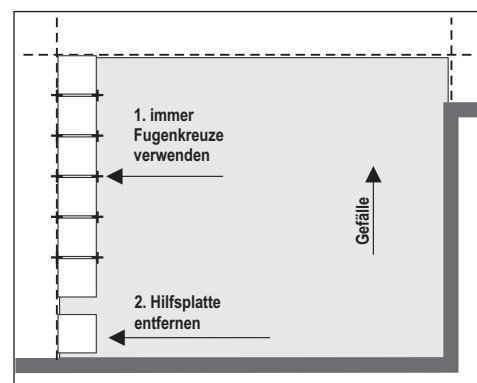 1. immer
Fugenkreuze
verwenden
Gefälle
2. Hilfsplatte
entfernen